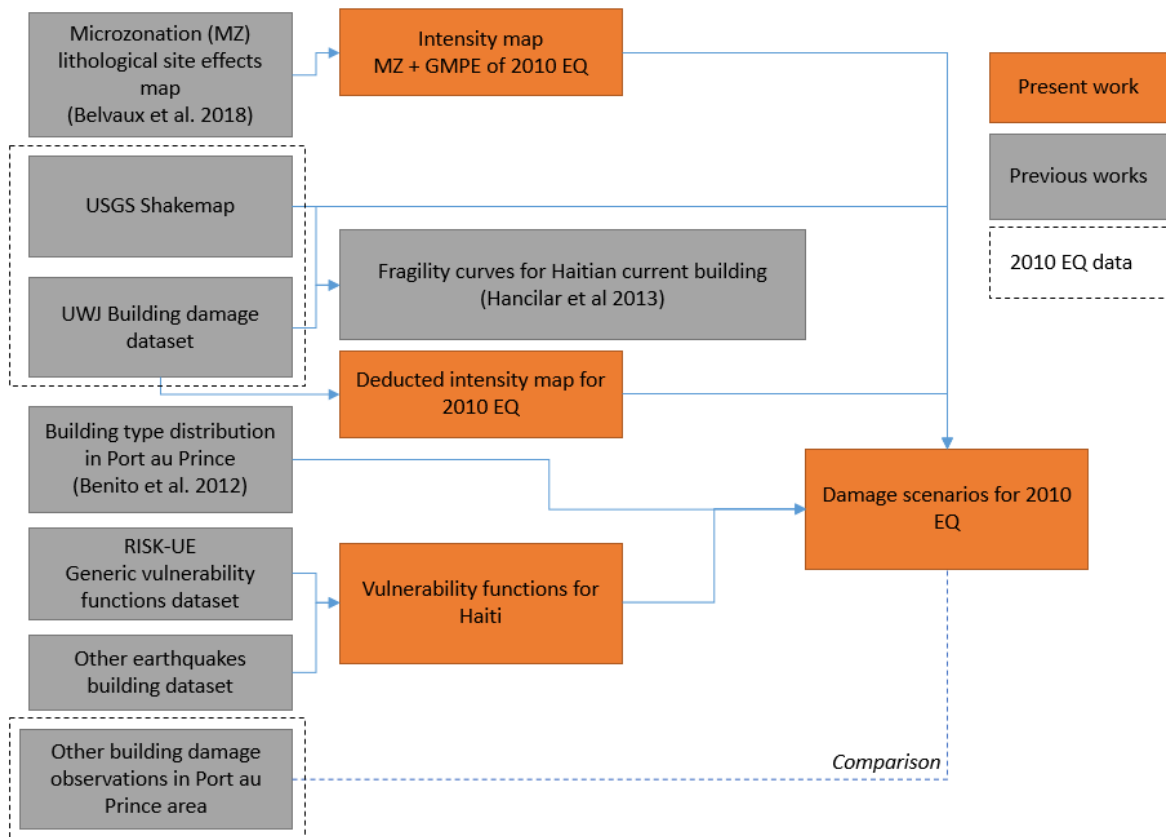 Microzonation (MZ)
lithological site effects
map
(Belvaux et al. 2018)
Intensity map
MZ + GMPE of 2010 EQ
Present work
USGS Shakemap
Previous works
Fragility curves for Haitian current building
(Hancilar et al 2013)
2010 EQ data
UWJ Building damage
dataset
Deducted intensity map for
2010 EQ
Building type distribution
in Port au Prince
(Benito et al. 2012)
Damage scenarios for 2010
EQ
RISK-UE
Generic vulnerability
functions dataset
Vulnerability functions for
Haiti
Other earthquakes
building dataset
Other building damage
observations in Port au
Prince area
Comparison